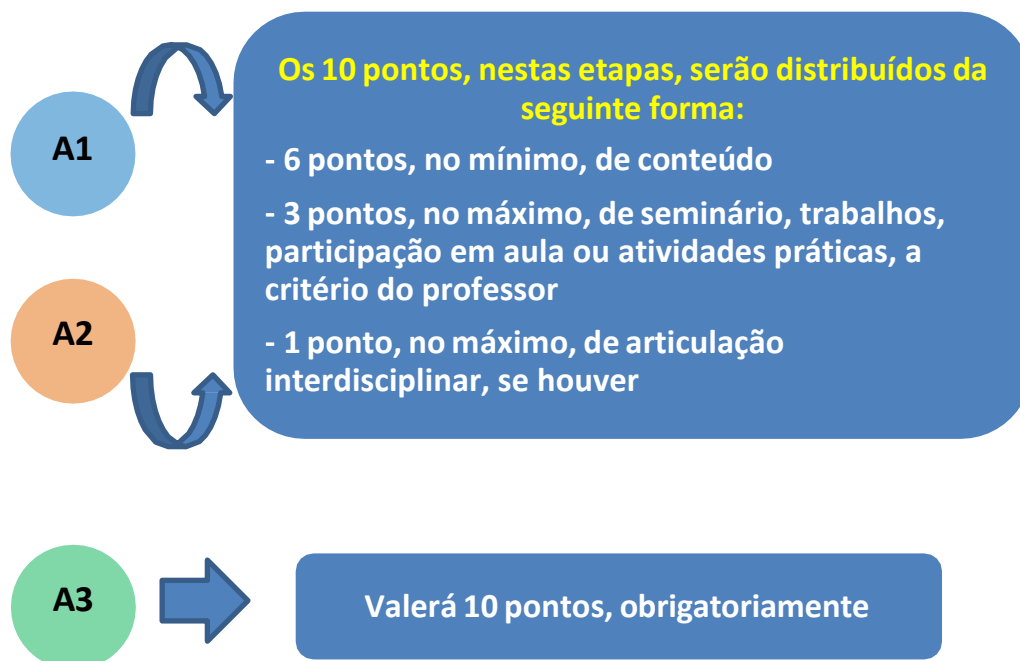 A1
Os 10 pontos, nestas etapas, serão distribuídos da
seguinte forma:
- 6 pontos, no mínimo, de conteúdo
- 3 pontos, no máximo, de seminário, trabalhos,
participação em aula ou atividades práticas, a
critério do professor
A2
- 1 ponto, no máximo, de articulação
interdisciplinar, se houver
A3
Valerá 10 pontos, obrigatoriamente